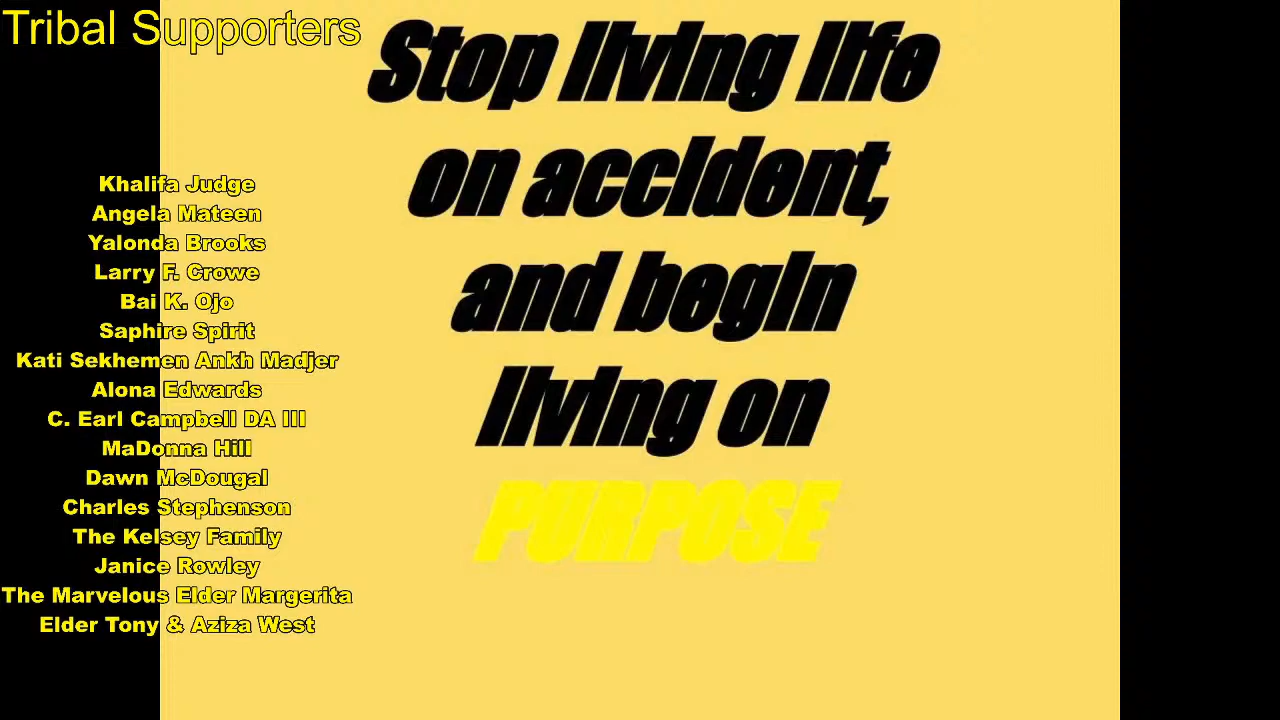 Tribal Supporters
Khalifa Judge
Angela Mateen
Yalonda Brooks
Larry F. Crowe
Bai K. Ojo
Saphire Spirit
Kati Sekhemen Ankh Madjer
Alona Edwards
C. Earl Campbell DA III
MaDonna Hill
Dawn McDougal
Charles Stephenson
The Kelsey Family
Janice Rowley
The Marvelous Elder Margerita
Elder Tony & Aziza West
Stop living life
on accident,
and begin
living on
PURPOSE